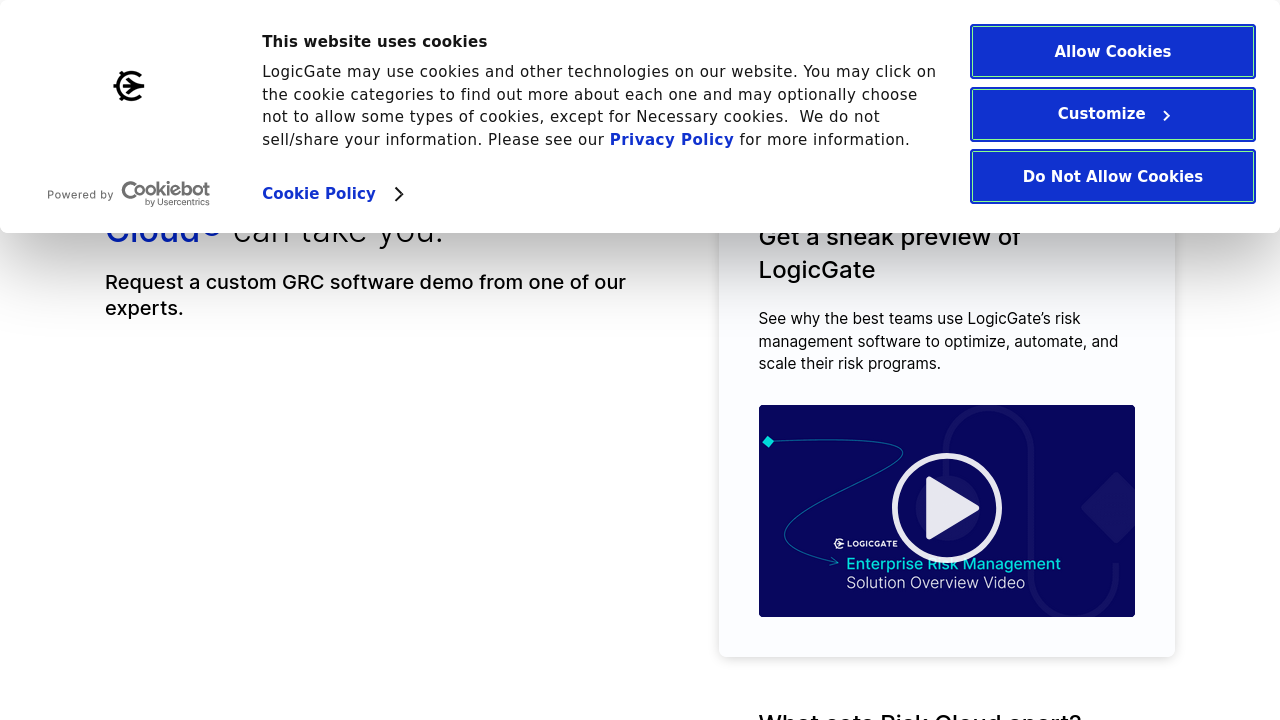 This website uses cookies
LogicGate may use cookies and other technologies on our website. You may click on
the cookie categories to find out more about each one and may optionally choose
not to allow some types of cookies, except for Necessary cookies.  We do not
sell/share your information. Please see our Privacy Policy for more information.
Cookie Policy
Powered by Cookiebot
by Usercentrics
Allow Cookies
Customize
Do Not Allow Cookies
Cloud® can take you.
Request a custom GRC software demo from one of our
experts.
Get a sneak preview of
LogicGate
See why the best teams use LogicGate’s risk
management software to optimize, automate, and
scale their risk programs.
LOGICGATE
Enterprise Risk Management
Solution Overview Video
What sets Risk Cloud apart?